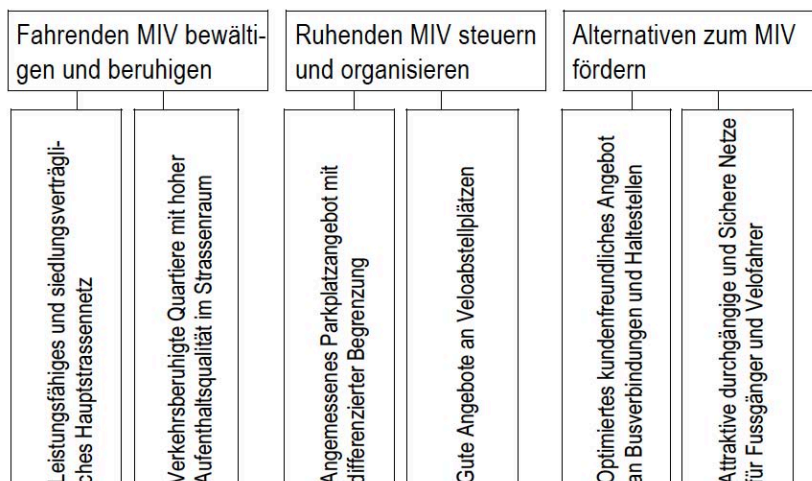 Fahrenden MIV bewälti-
gen und beruhigen
Ruhenden MIV steuern
und organisieren
Alternativen zum MIV
fördern
Leistungsfähiges und siedlungsverträgli-
ches Hauptstrassennetz
Verkehrsberuhigte Quartiere mit hoher
Aufenthaltsqualität im Strassenraum
Angemessenes Parkplatzangebot mit
differenzierter Begrenzung
Gute Angebote an Veloabstellplätzen
Optimiertes kundenfreundliches Angebot
an Busverbindungen und Haltestellen
Attraktive durchgängige und Sichere Netze
für Fussgänger und Velofahrer